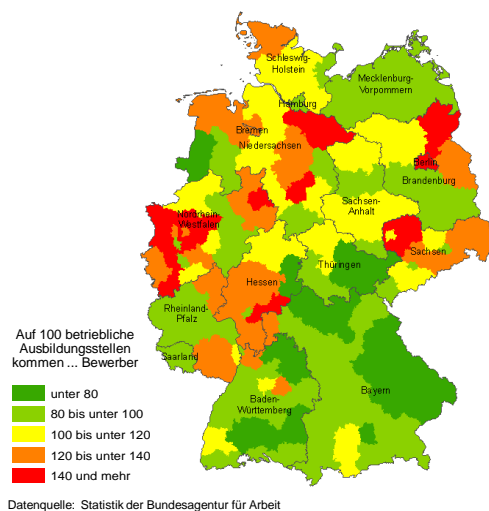 Schleswig-
Holstein
Mecklenburg-
Vorpommern
Hamburg
Bremen
Niedersachsen
Berlin
Brandenburg
Sachsen-
Anhalt
Nordrhein-
Westfalen
Sachsen
Thüringen
Hessen
Rheinland-
Pfalz
Saarland
Bayern
Baden-
Württemberg
Auf 100 betriebliche
Ausbildungsstellen
kommen ... Bewerber
unter 80
80 bis unter 100
100 bis unter 120
120 bis unter 140
140 und mehr
Datenquelle: Statistik der Bundesagentur für Arbeit